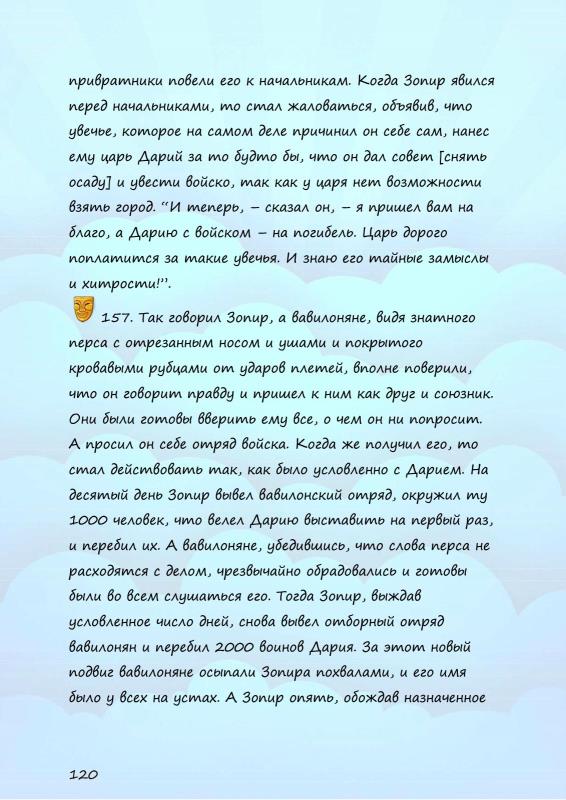 привратники повели его к начальникам. Когда Зопир явился
перед начальниками, то стал жаловаться, объявив, что
увечье, которое на самом деле причинил он себе сам, нанес
ему царь Дарий за то будто бы, что он дал совет [снять
осаду] и увести войско, так как у царя нет возможности
взять город. “И теперь, – сказал он, – я пришел вам на
благо, а Дарию с войском – на погибель. Царь дорого
поплатится за такие увечья. И знаю его тайные замыслы
и хитрости!”.
157. Так говорил Зопир, а вавилоняне, видя знатного
перса с отрезанным носом и ушами и покрытого
кровавыми рубцами от ударов плетей, вполне поверили,
что он говорит правду и пришел к ним как друг и союзник.
Они были готовы вверить ему все, о чем он ни попросит.
А просил он себе отряд войска. Когда же получил его, то
стал действовать так, как было условленно с Дарием. На
десятый день Зопир вывел вавилонский отряд, окружил ту
1000 человек, что велел Дарию выставить на первый раз,
и перебил их. А вавилоняне, убедившись, что слова перса не
расходятся с делом, чрезвычайно обрадовались и готовы
были во всем слушаться его. Тогда Зопир, выждав
условленное число дней, снова вывел отборный отряд
вавилонян и перебил 2000 воинов Дария. За этот новый
подвиг вавилоняне осыпали Зопира похвалами, и его имя
было у всех на устах. А Зопир опять, обождав назначенное
120